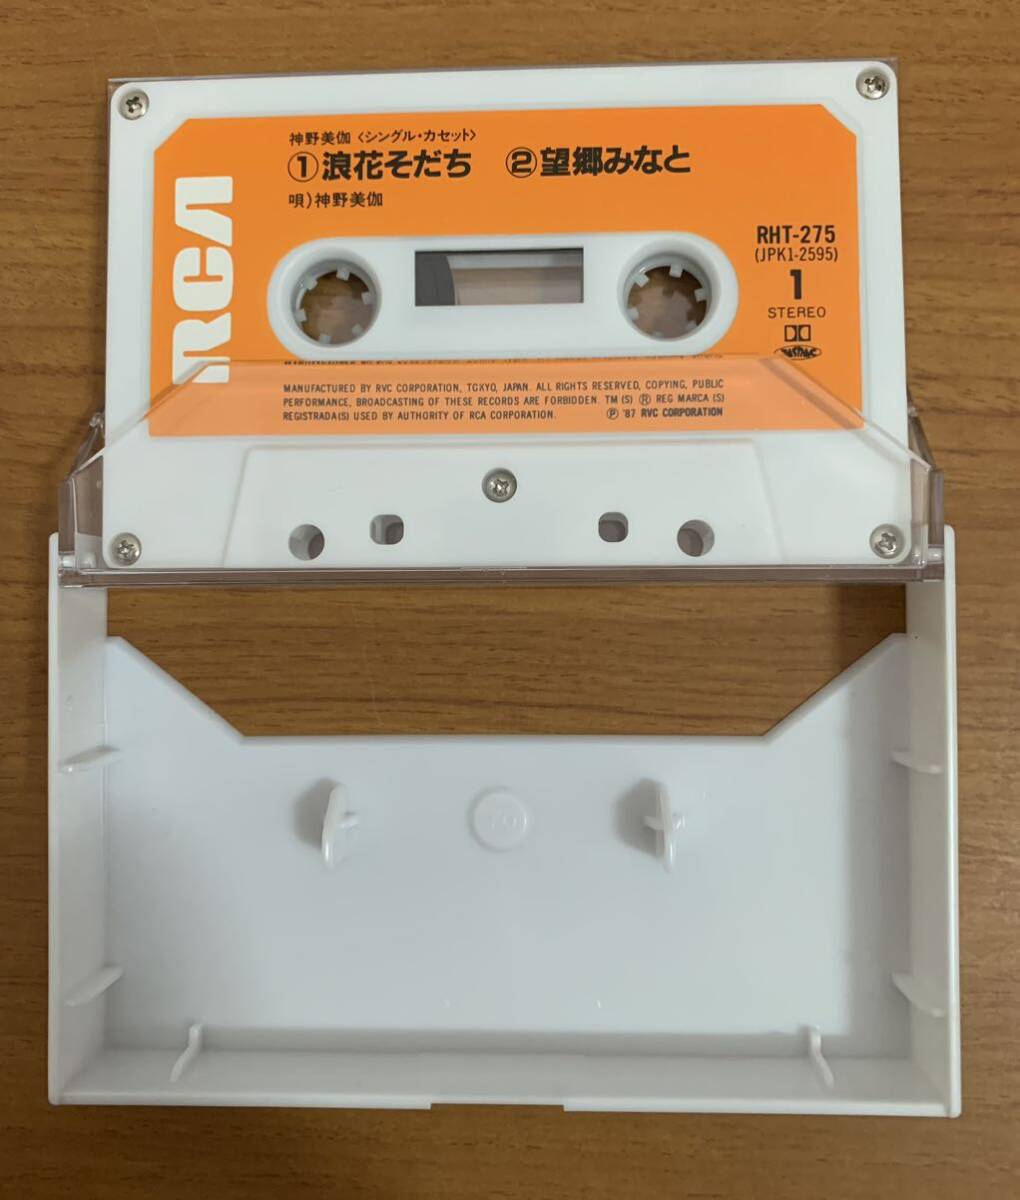 神野美伽〈シングル・カセット〉
①浪花そだち ②望郷みなと
唄)神野美伽
RCA
RHT-275
(JPK1-2595)
1
STEREO
JASRAC
MANUFACTURED BY RVC CORPORATION, TOKYO, JAPAN. ALL RIGHTS RESERVED, COPYING, PUBLIC
PERFORMANCE, BROADCASTING OF THESE RECORDS ARE FORBIDDEN. TM(S) Ⓡ REG MARCA(S)
REGISTRADA(S) USED BY AUTHORITY OF RCA CORPORATION. Ⓟ '87 RVC CORPORATION